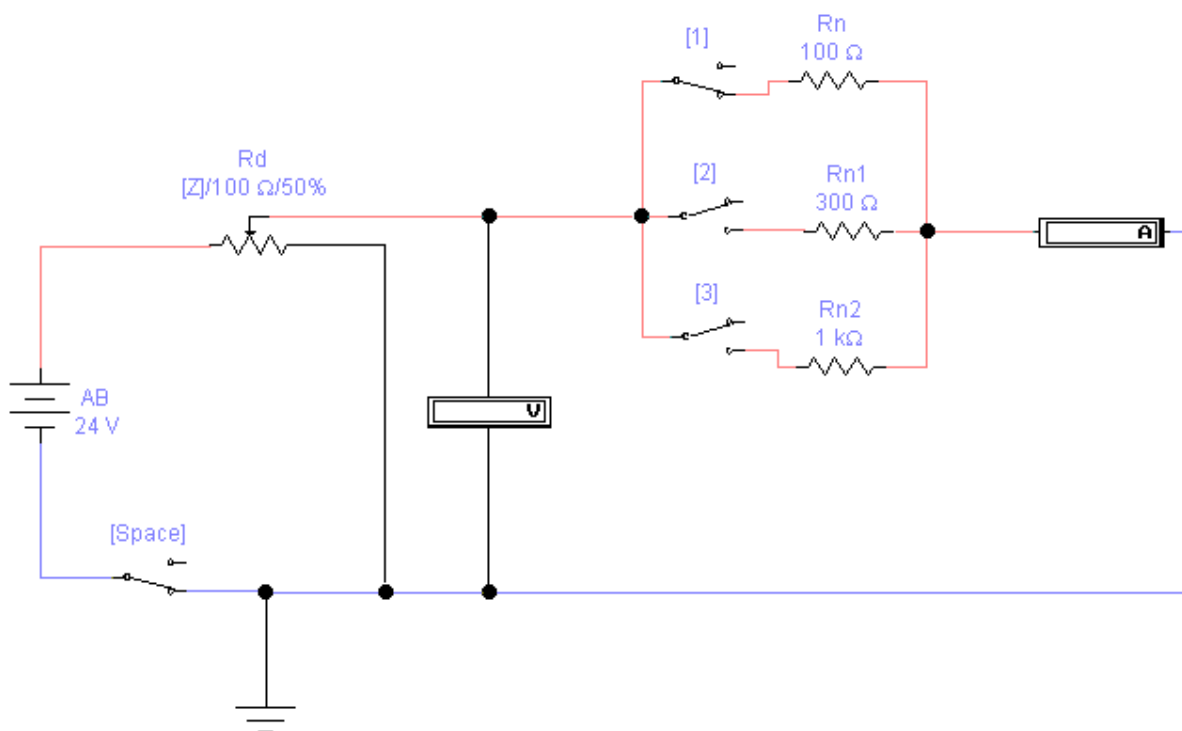 [1]
Rn
100 Ω
Rd
[Z]/100 Ω/50%
[2]
Rn1
300 Ω
A
[3]
Rn2
1 kΩ
AB
24 V
V
[Space]